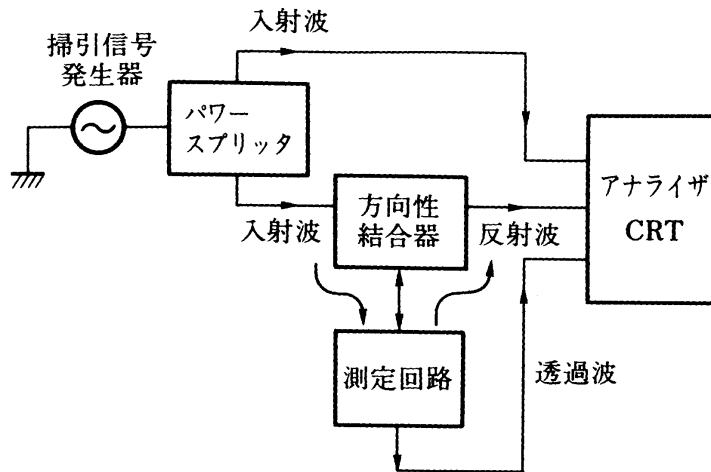 入射波
掃引信号
発生器
パワー
スプリッタ
アナライザ
CRT
入射波
方向性
結合器
反射波
測定回路
透過波